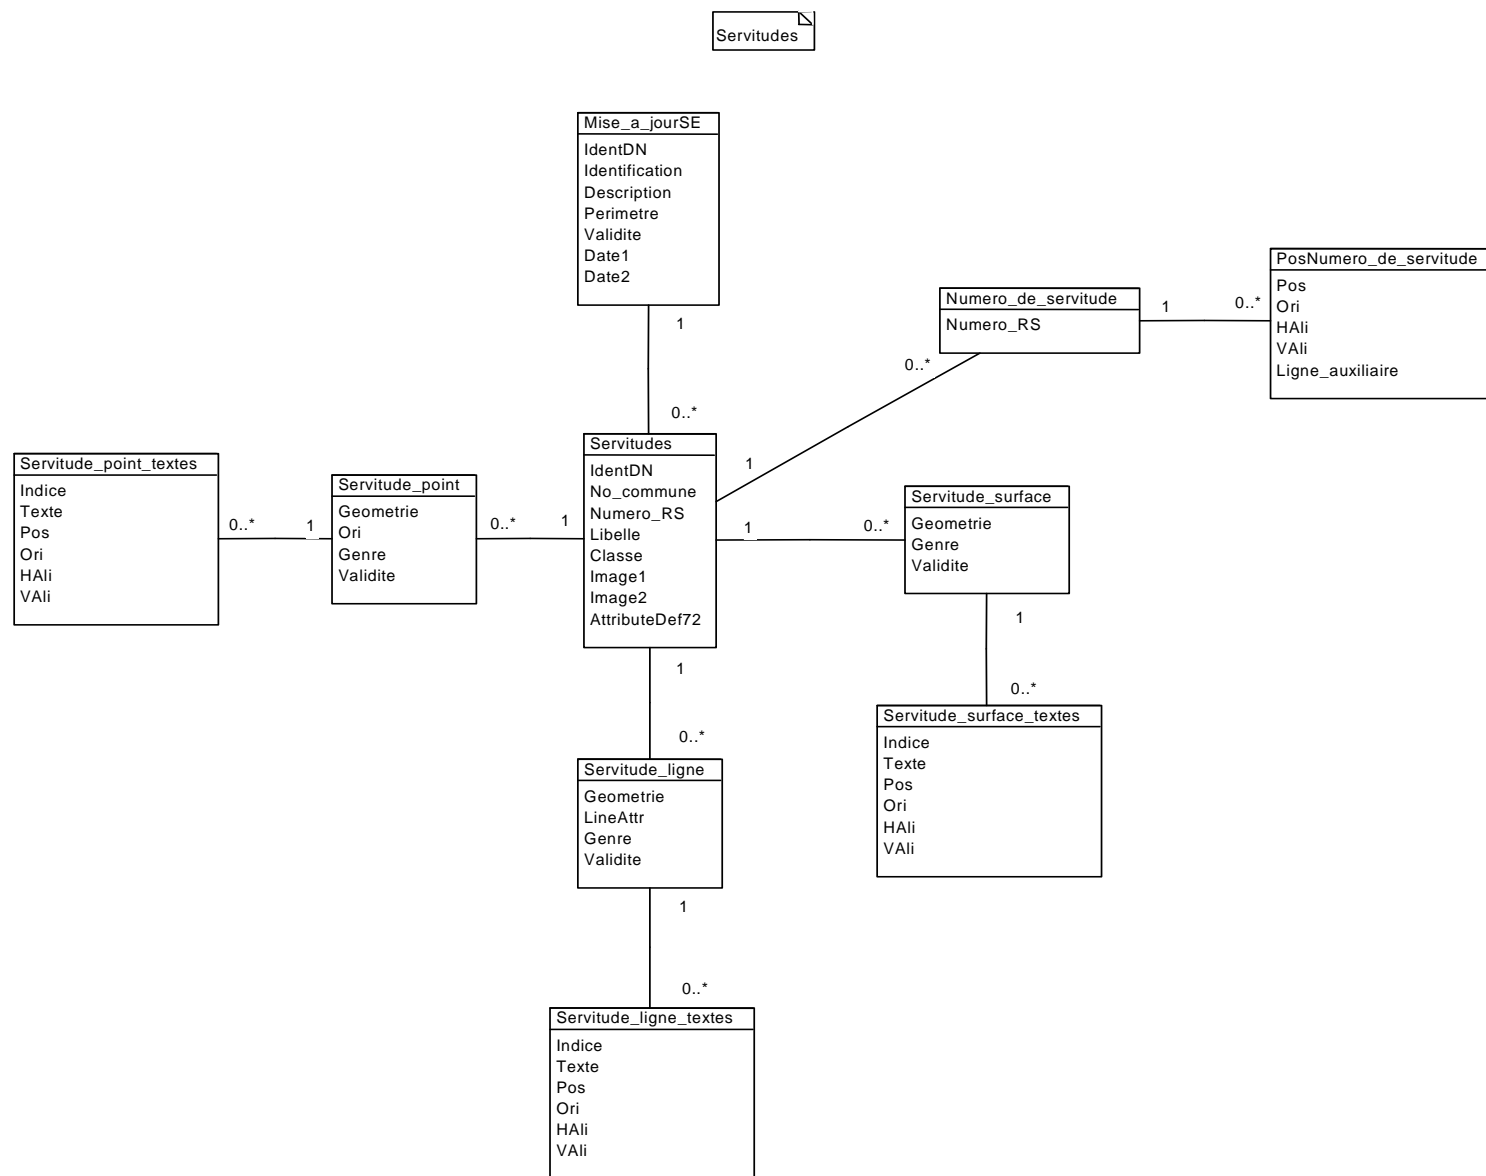 Servitudes
Mise_a_jourSE
IdentDN
Identification
Description
Perimetre
Validite
Date1
Date2
1
0..*
PosNumero_de_servitude
Pos
Ori
HAli
VAli
Ligne_auxiliaire
Numero_de_servitude
Numero_RS
1
0..*
0..*
1
Servitudes
IdentDN
No_commune
Numero_RS
Libelle
Classe
Image1
Image2
AttributeDef72
Servitude_point_textes
Indice
Texte
Pos
Ori
HAli
VAli
0..*
1
Servitude_point
Geometrie
Ori
Genre
Validite
0..*
1
1
0..*
Servitude_surface
Geometrie
Genre
Validite
1
0..*
Servitude_surface_textes
Indice
Texte
Pos
Ori
HAli
VAli
1
0..*
Servitude_ligne
Geometrie
LineAttr
Genre
Validite
1
0..*
Servitude_ligne_textes
Indice
Texte
Pos
Ori
HAli
VAli